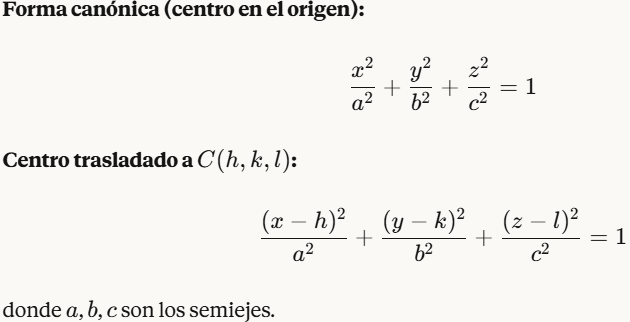 Forma canónica (centro en el origen):
x²/a² + y²/b² + z²/c² = 1
Centro trasladado a C(h, k, l):
(x − h)²/a² + (y − k)²/b² + (z − l)²/c² = 1
donde a, b, c son los semiejes.